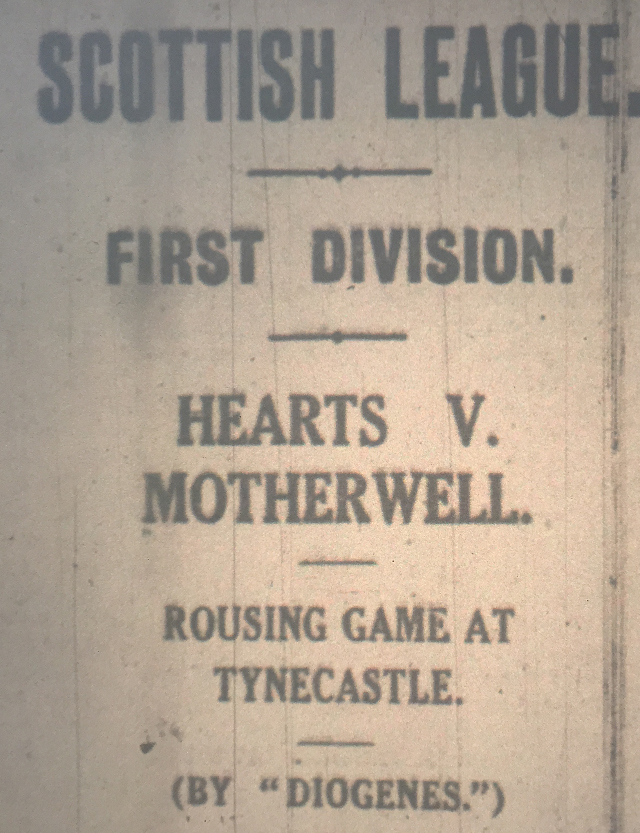 SCOTTISH LEAGUE.
FIRST DIVISION.
HEARTS V.
MOTHERWELL.
ROUSING GAME AT
TYNECASTLE.
(BY "DIOGENES.")